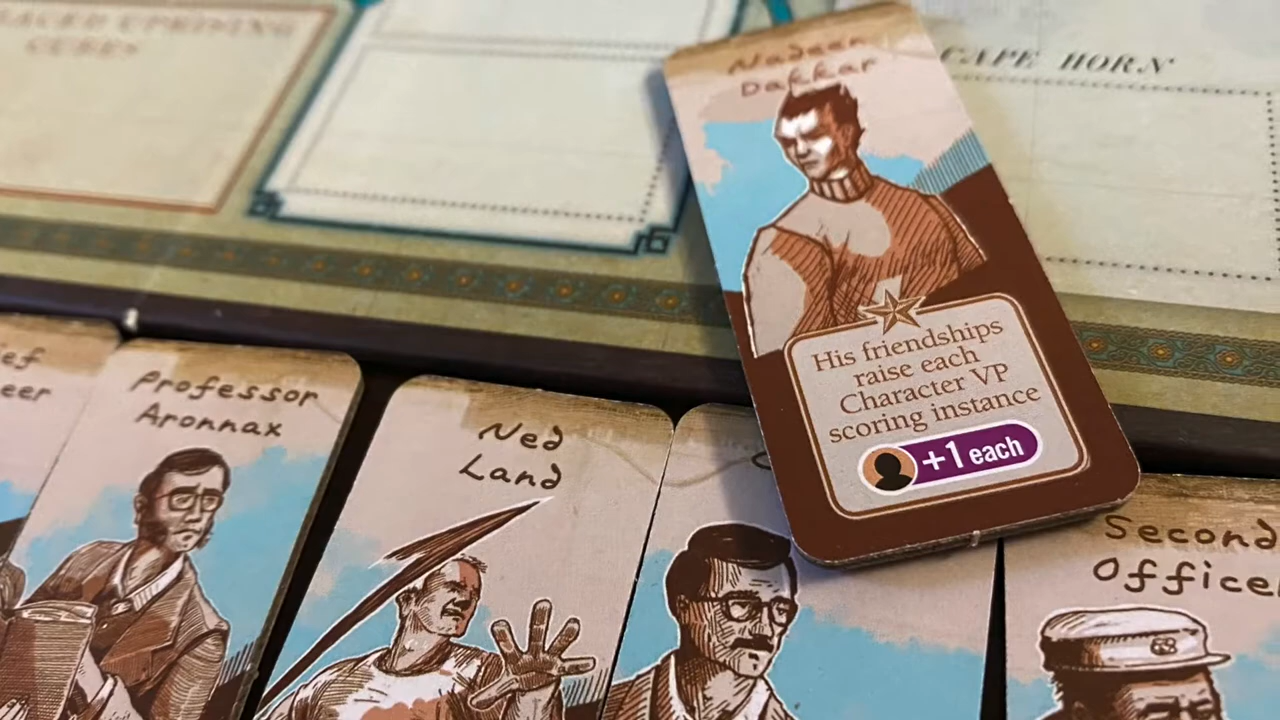 CAPE HORN
Nadeem
Dakkar
His friendships
raise each
Character VP
scoring instance
+1 each
Professor
Aronnax
Ned
Land
Second